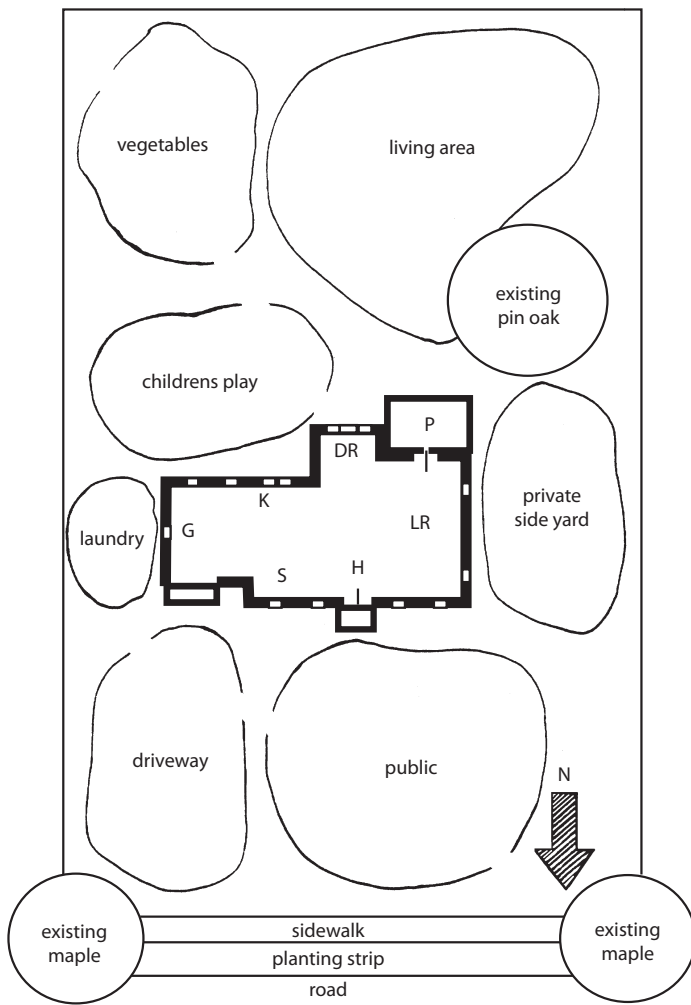 vegetables
living area
existing
pin oak
childrens play
P
DR
K
LR
private
side yard
G
laundry
S
H
driveway
public
N
existing
maple
sidewalk
existing
maple
planting strip
road